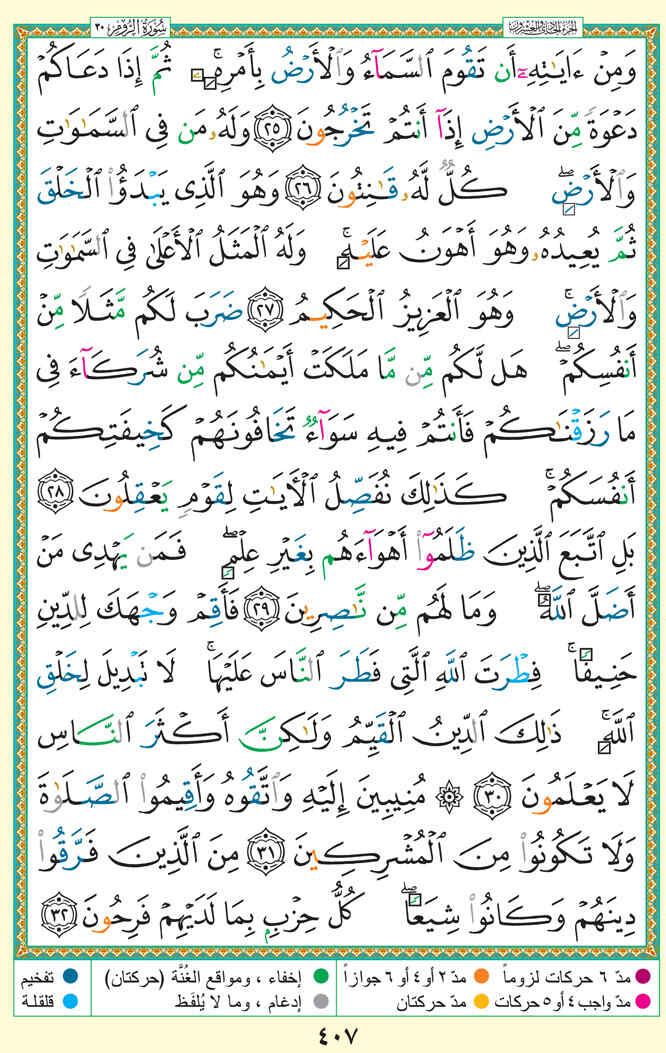 الجزء الحادي والعشرون
سُورَةُ الرُّومِ ٣٠
وَمِنْ ءَايَـٰتِهِۦٓ أَن تَقُومَ ٱلسَّمَآءُ وَٱلْأَرْضُ بِأَمْرِهِۦ ۚ ثُمَّ إِذَا دَعَاكُمْ
دَعْوَةً مِّنَ ٱلْأَرْضِ إِذَآ أَنتُمْ تَخْرُجُونَ ٢٥ وَلَهُۥ مَن فِى ٱلسَّمَـٰوَٰتِ
وَٱلْأَرْضِ ۖ كُلٌّ لَّهُۥ قَـٰنِتُونَ ٢٦ وَهُوَ ٱلَّذِى يَبْدَؤُا۟ ٱلْخَلْقَ
ثُمَّ يُعِيدُهُۥ وَهُوَ أَهْوَنُ عَلَيْهِ ۚ وَلَهُ ٱلْمَثَلُ ٱلْأَعْلَىٰ فِى ٱلسَّمَـٰوَٰتِ
وَٱلْأَرْضِ ۚ وَهُوَ ٱلْعَزِيزُ ٱلْحَكِيمُ ٢٧ ضَرَبَ لَكُم مَّثَلًا مِّنْ
أَنفُسِكُمْ ۖ هَل لَّكُم مِّن مَّا مَلَكَتْ أَيْمَـٰنُكُم مِّن شُرَكَآءَ فِى
مَا رَزَقْنَـٰكُمْ فَأَنتُمْ فِيهِ سَوَآءٌ تَخَافُونَهُمْ كَخِيفَتِكُمْ
أَنفُسَكُمْ ۚ كَذَٰلِكَ نُفَصِّلُ ٱلْـَٔايَـٰتِ لِقَوْمٍ يَعْقِلُونَ ٢٨
بَلِ ٱتَّبَعَ ٱلَّذِينَ ظَلَمُوٓا۟ أَهْوَآءَهُم بِغَيْرِ عِلْمٍ ۖ فَمَن يَهْدِى مَنْ
أَضَلَّ ٱللَّهُ ۖ وَمَا لَهُم مِّن نَّـٰصِرِينَ ٢٩ فَأَقِمْ وَجْهَكَ لِلدِّينِ
حَنِيفًا ۚ فِطْرَتَ ٱللَّهِ ٱلَّتِى فَطَرَ ٱلنَّاسَ عَلَيْهَا ۚ لَا تَبْدِيلَ لِخَلْقِ
ٱللَّهِ ۚ ذَٰلِكَ ٱلدِّينُ ٱلْقَيِّمُ وَلَـٰكِنَّ أَكْثَرَ ٱلنَّاسِ
لَا يَعْلَمُونَ ٣٠ ۞ مُنِيبِينَ إِلَيْهِ وَٱتَّقُوهُ وَأَقِيمُوا۟ ٱلصَّلَوٰةَ
وَلَا تَكُونُوا۟ مِنَ ٱلْمُشْرِكِينَ ٣١ مِنَ ٱلَّذِينَ فَرَّقُوا۟
دِينَهُمْ وَكَانُوا۟ شِيَعًا ۖ كُلُّ حِزْبٍۭ بِمَا لَدَيْهِمْ فَرِحُونَ ٣٢
مدّ ٦ حركات لزوماً مدّ ٢ أو ٤ أو ٦ جوازاً إخفاء ، ومواقع الغُنَّة (حركتان) تفخيم
مدّ واجب ٤ أو ٥ حركات مدّ حركتان إدغام ، وما لا يُلفَظ قلقلة
٤٠٧